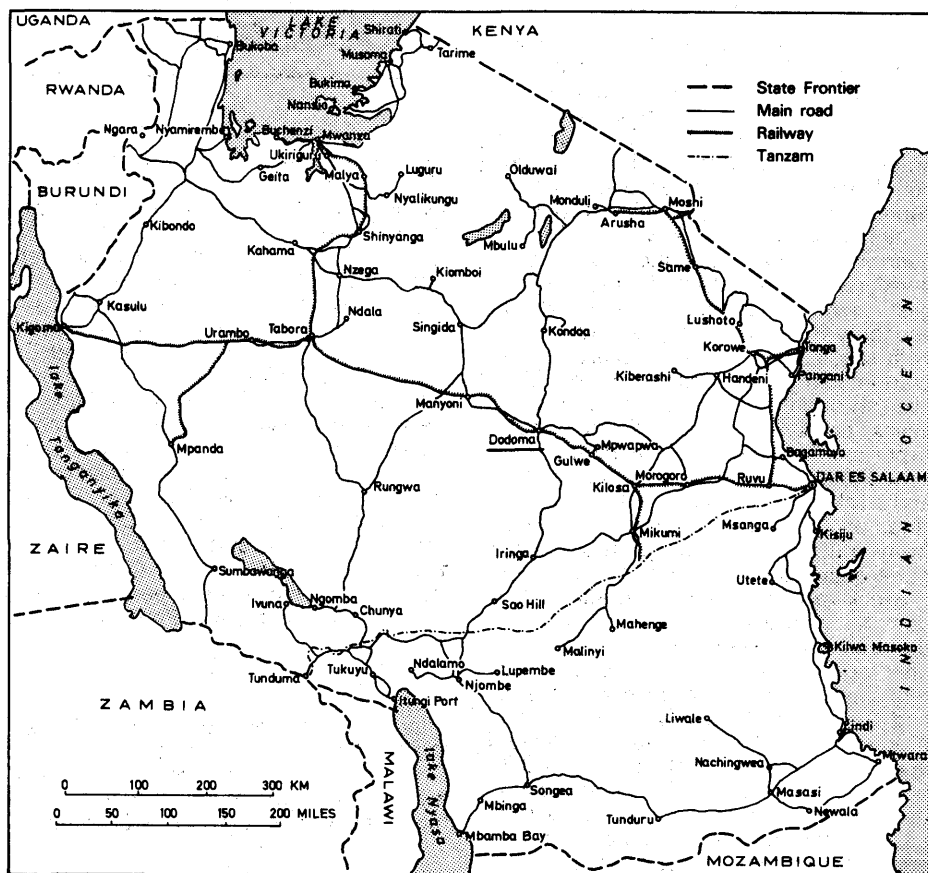 UGANDA
LAKE
VICTORIA
Shirati
KENYA
Bukoba
Musoma
Tarime
RWANDA
Bukima
Nansio
State Frontier
Main road
Railway
Tanzam
Ngara
Nyamirembe
Buchenzi
Mwanza
Ukiriguru
Geita
Malya
Luguru
Olduwai
Nyalikungu
Monduli
Moshi
Arusha
BURUNDI
Kibondo
Shinyanga
Mbulu
Kahama
Nzega
Kiomboi
Same
Kasulu
Kigoma
Ndala
Urambo
Tabora
Singida
Kondoa
Lushoto
Korowe
Tanga
Kiberashi
Handeni
Pangani
Manyoni
Lake Tanganyika
Mpanda
Dodoma
Mpwapwa
Gulwe
Bagamoyo
Morogoro
Ruvu
DAR ES SALAAM
Kilosa
Rungwa
Msanga
Mikumi
Kisiju
INDIAN OCEAN
ZAIRE
Iringa
Sumbawanga
Utete
Ivuna
Ngomba
Chunya
Sao Hill
Mahenge
Malinyi
Kilwa Masoko
Ndalamo
Lupembe
Tukuyu
Tunduma
Njombe
Itungi Port
ZAMBIA
Liwale
Lindi
Mtwara
Nachingwea
MALAWI
Lake Nyasa
0 100 200 300 KM
0 50 100 150 200 MILES
Songea
Masasi
Mbinga
Newala
Tunduru
Mbamba Bay
MOZAMBIQUE